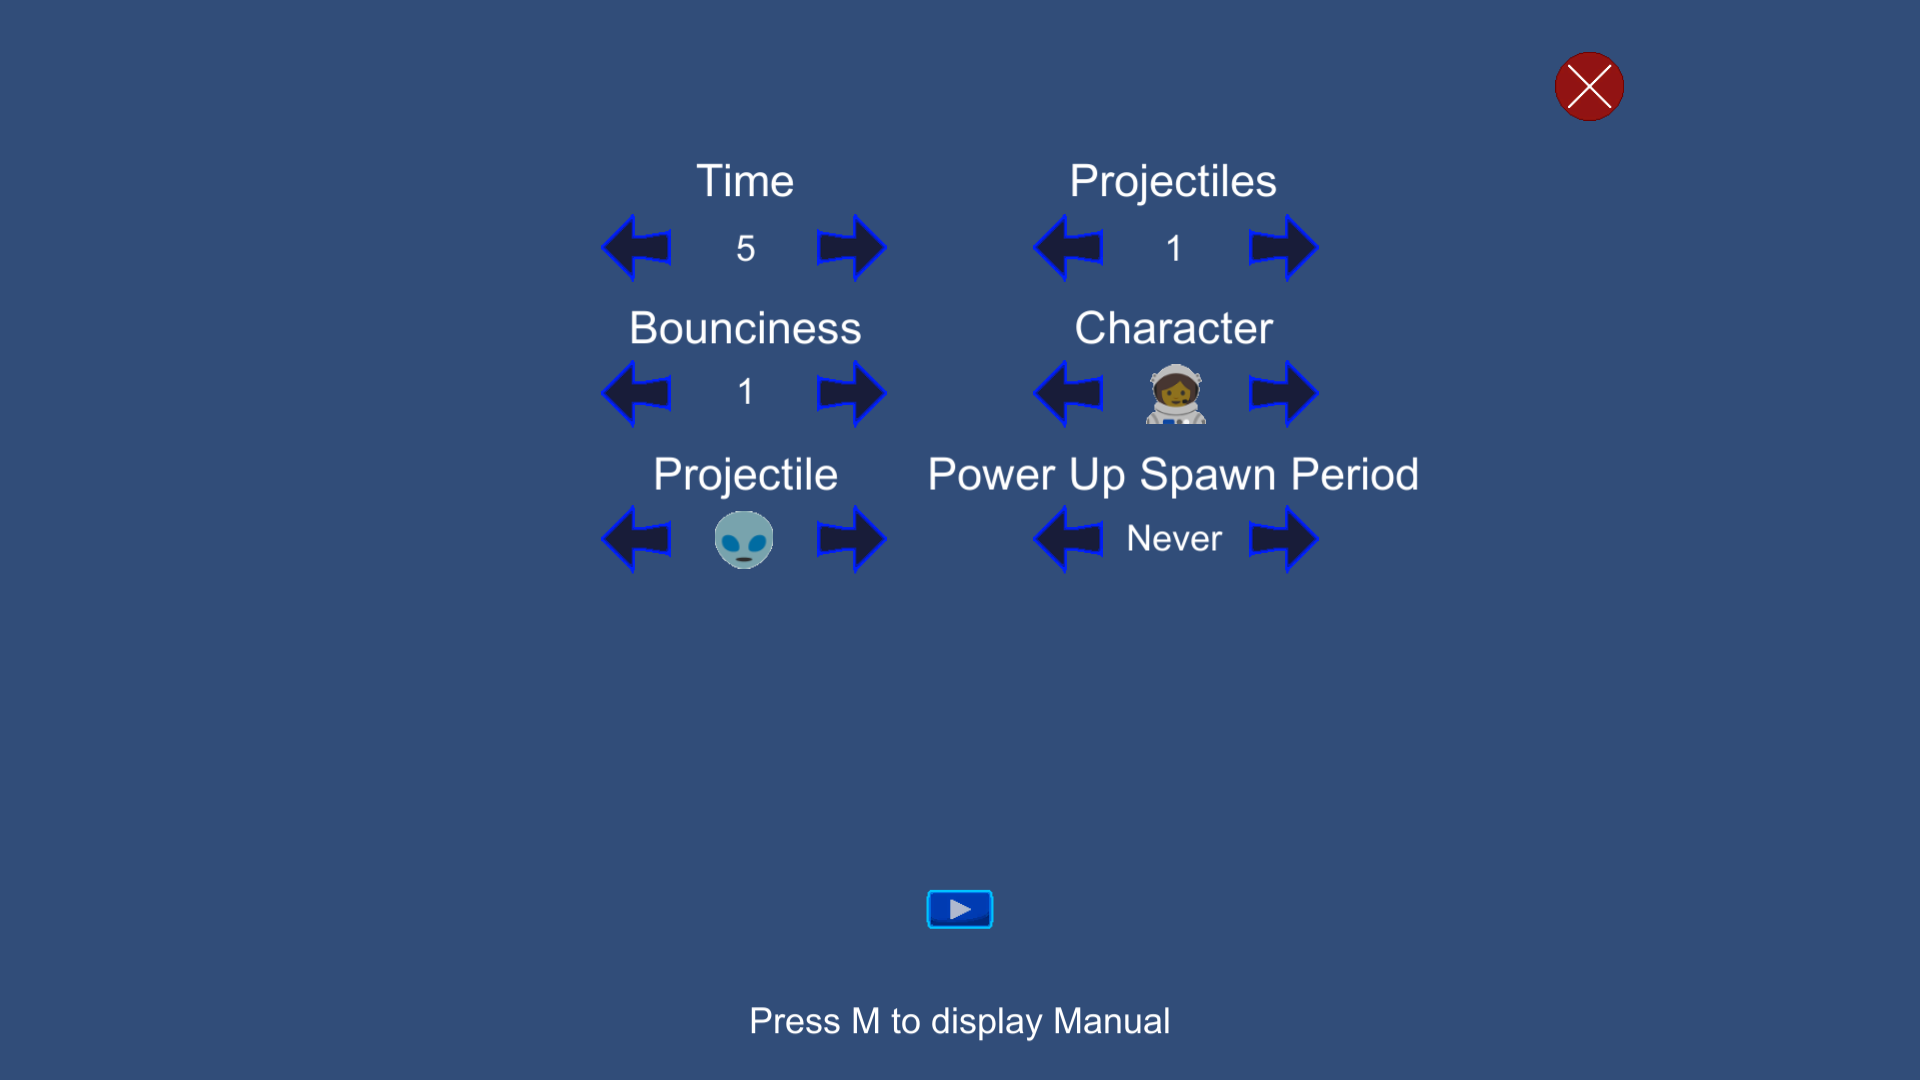 Time
Projectiles
5
1
Bounciness
Character
1
Projectile
Power Up Spawn Period
Never
Press M to display Manual